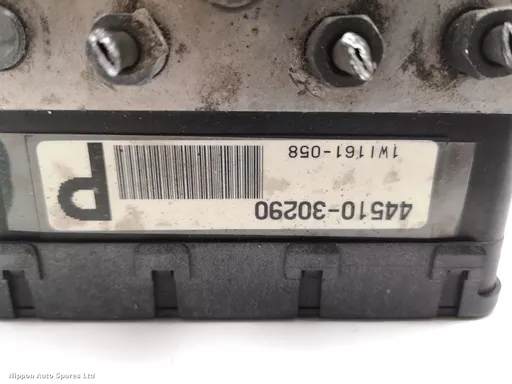 44510-30290
1W1161-058
P
Nippon Auto Spares Ltd